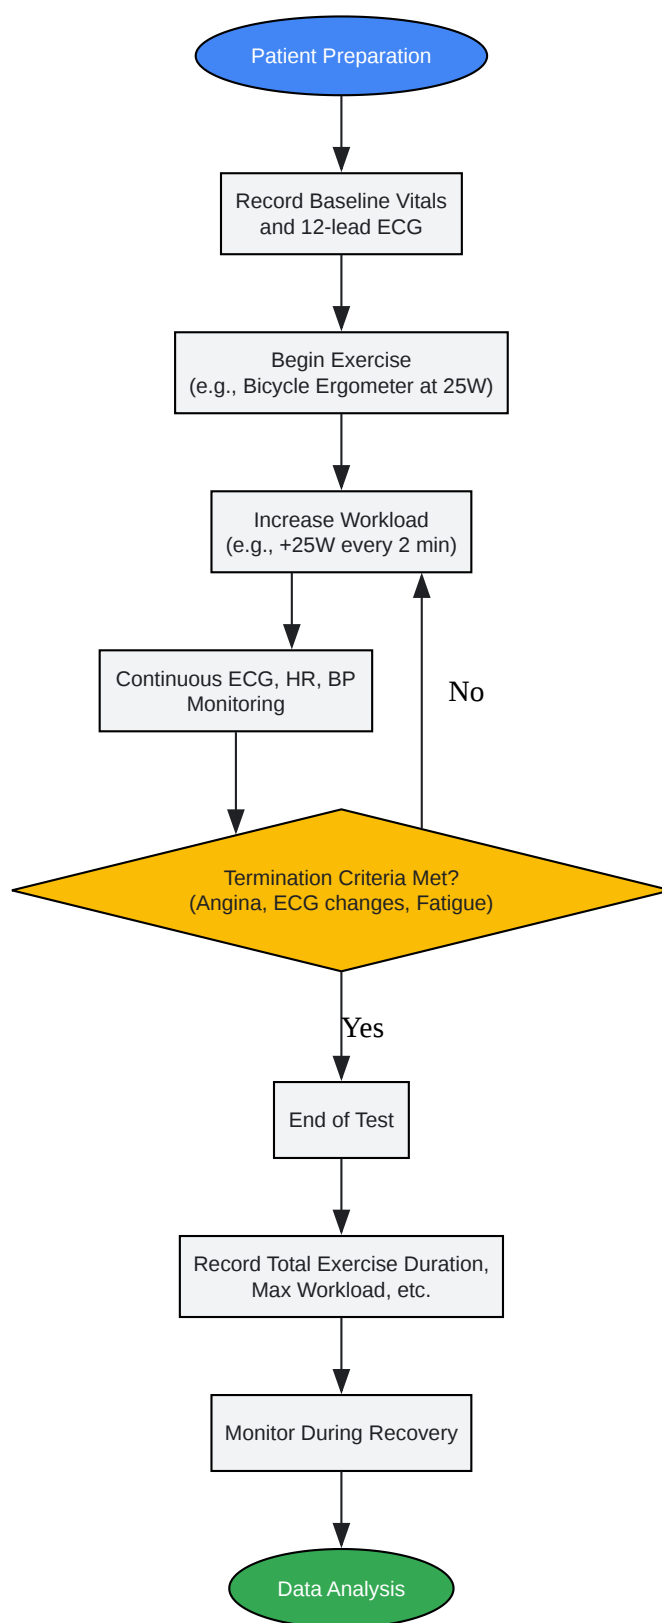 Patient Preparation
Record Baseline Vitals
and 12-lead ECG
Begin Exercise
(e.g., Bicycle Ergometer at 25W)
Increase Workload
(e.g., +25W every 2 min)
Continuous ECG, HR, BP
Monitoring
No
Termination Criteria Met?
(Angina, ECG changes, Fatigue)
Yes
End of Test
Record Total Exercise Duration,
Max Workload, etc.
Monitor During Recovery
Data Analysis